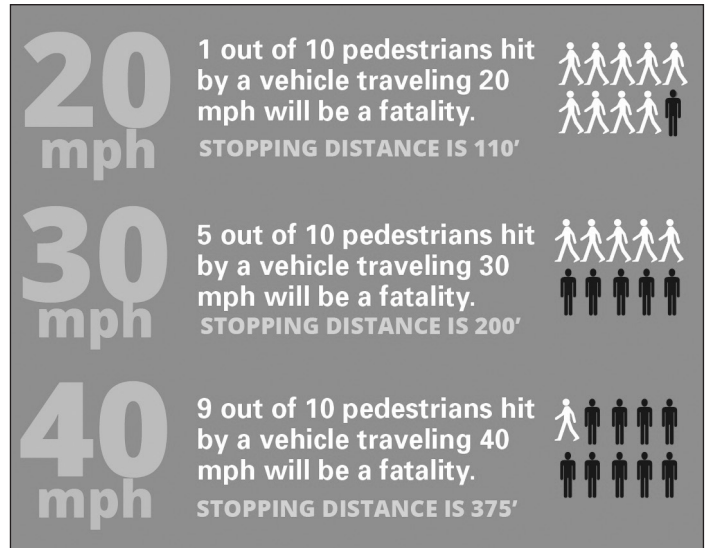 20
mph
1 out of 10 pedestrians hit
by a vehicle traveling 20
mph will be a fatality.
STOPPING DISTANCE IS 110’
30
mph
5 out of 10 pedestrians hit
by a vehicle traveling 30
mph will be a fatality.
STOPPING DISTANCE IS 200’
40
mph
9 out of 10 pedestrians hit
by a vehicle traveling 40
mph will be a fatality.
STOPPING DISTANCE IS 375’